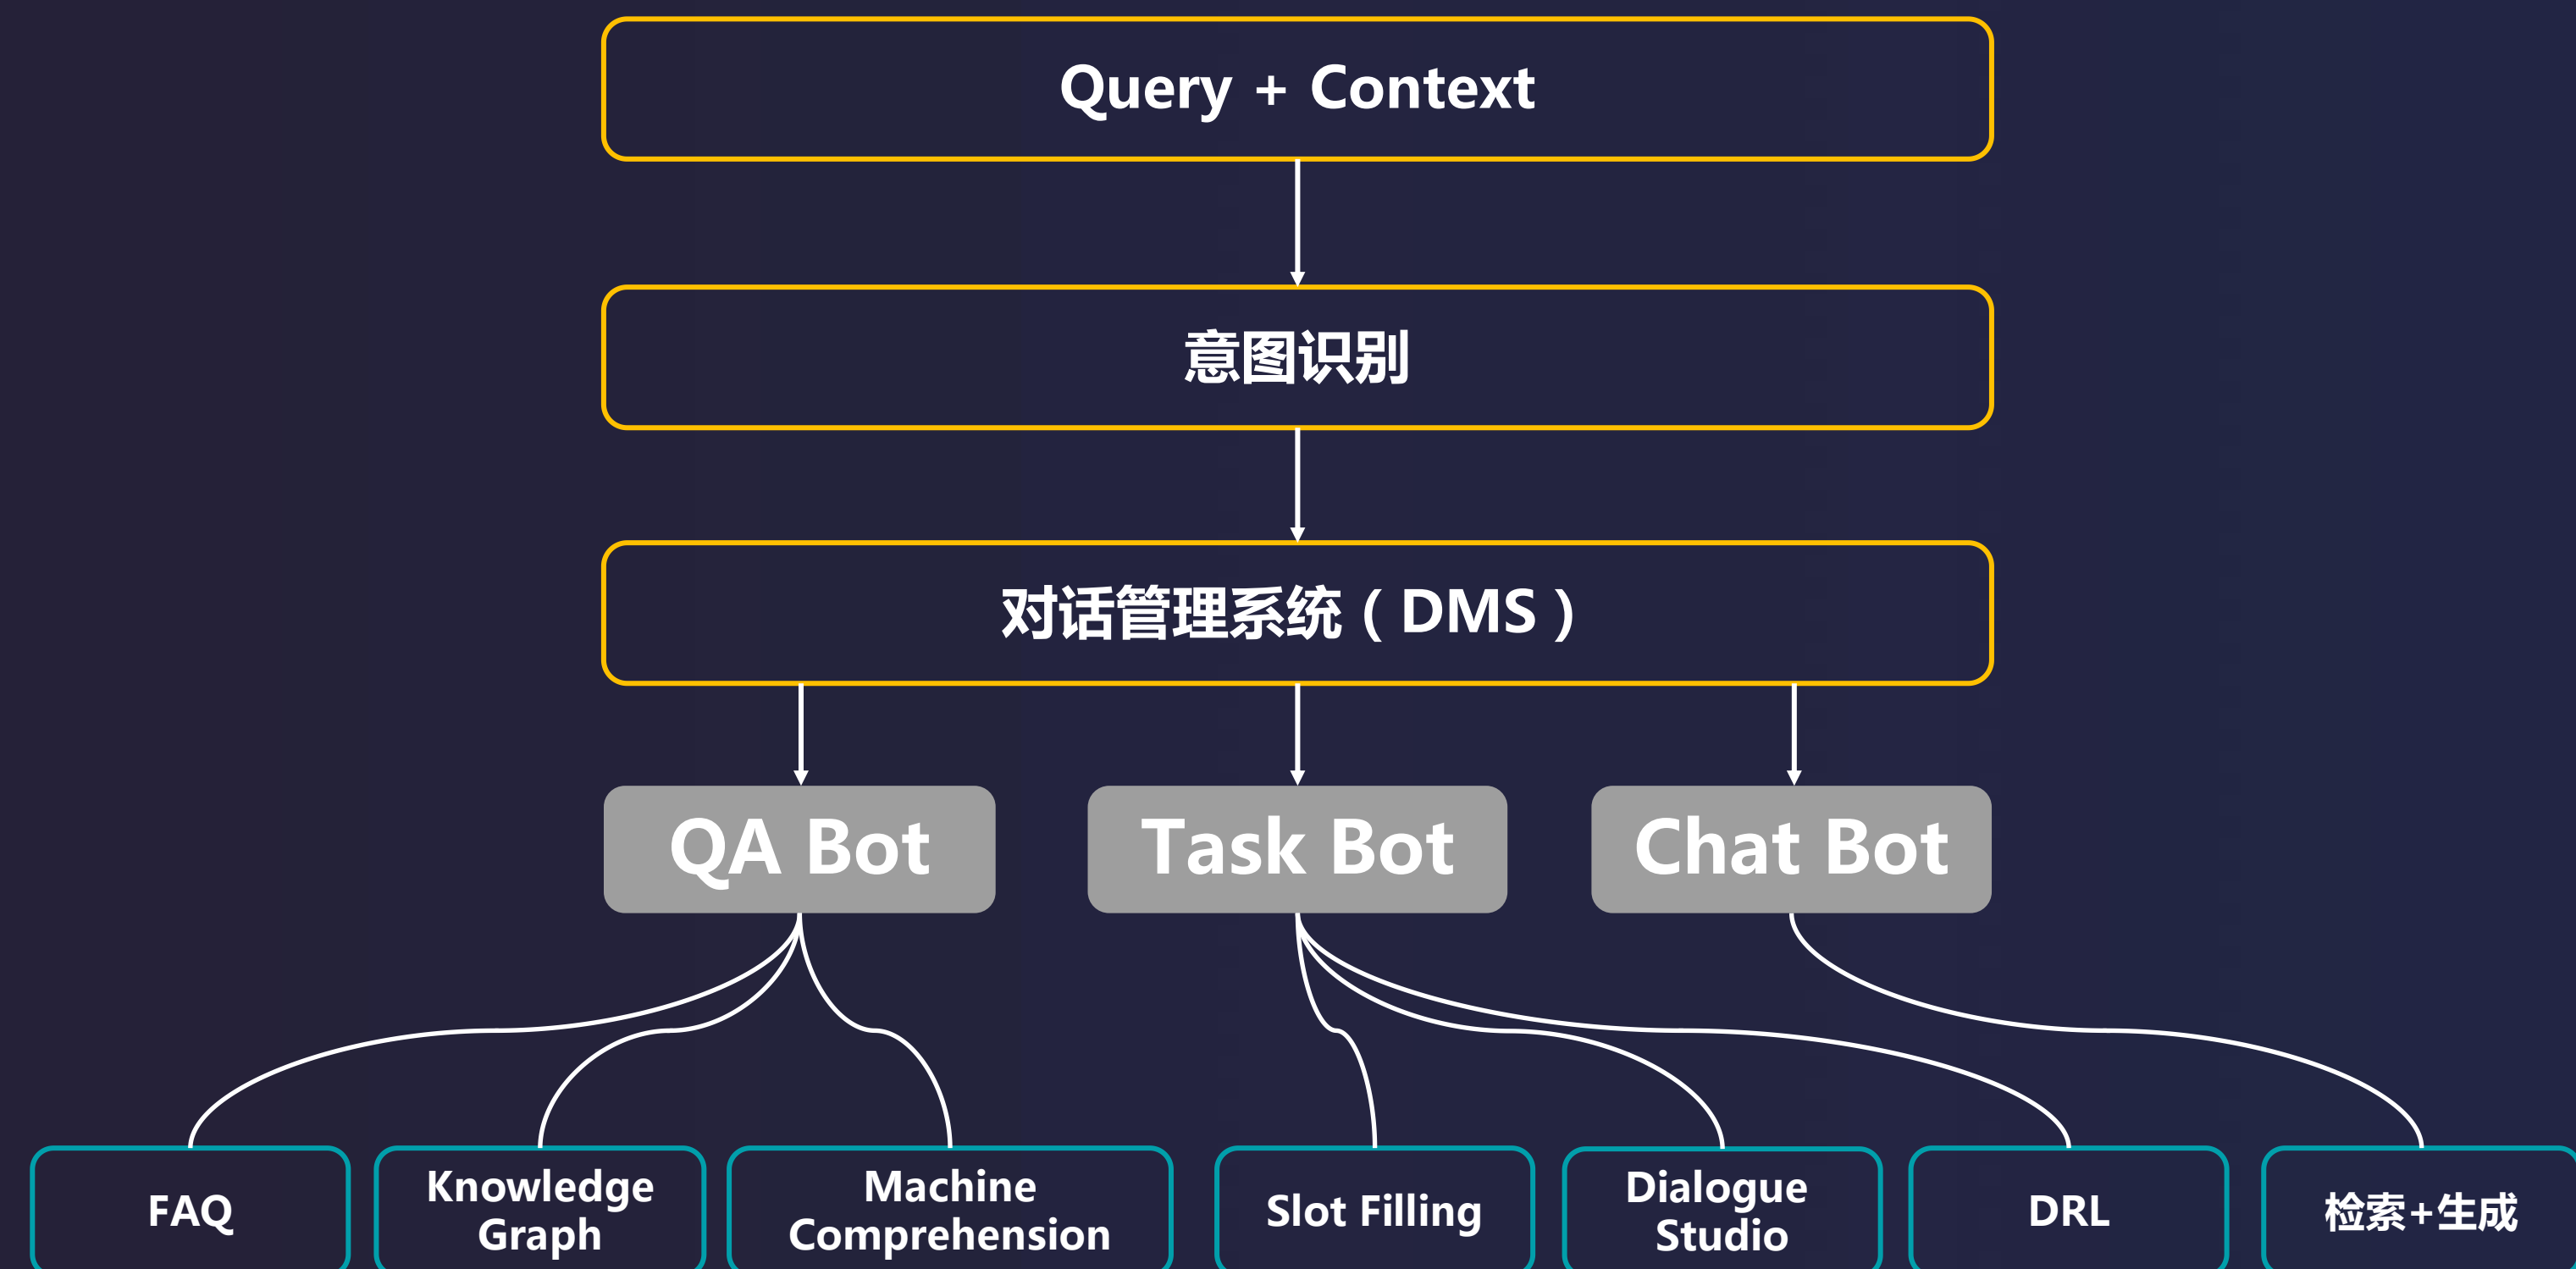 Query + Context
意图识别
对话管理系统（DMS）
QA Bot
Task Bot
Chat Bot
FAQ
Knowledge
Graph
Machine
Comprehension
Slot Filling
Dialogue
Studio
DRL
检索+生成